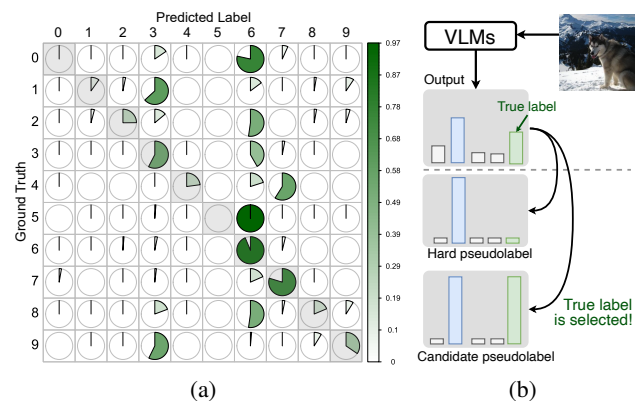 Predicted Label
0 1 2 3 4 5 6 7 8 9
Ground Truth
0
1
2
3
4
5
6
7
8
9
0.97
0.87
0.78
0.68
0.58
0.49
0.39
0.29
0.19
0.1
0
(a)
VLMs
Output
True label
Hard pseudolabel
True label
is selected!
Candidate pseudolabel
(b)